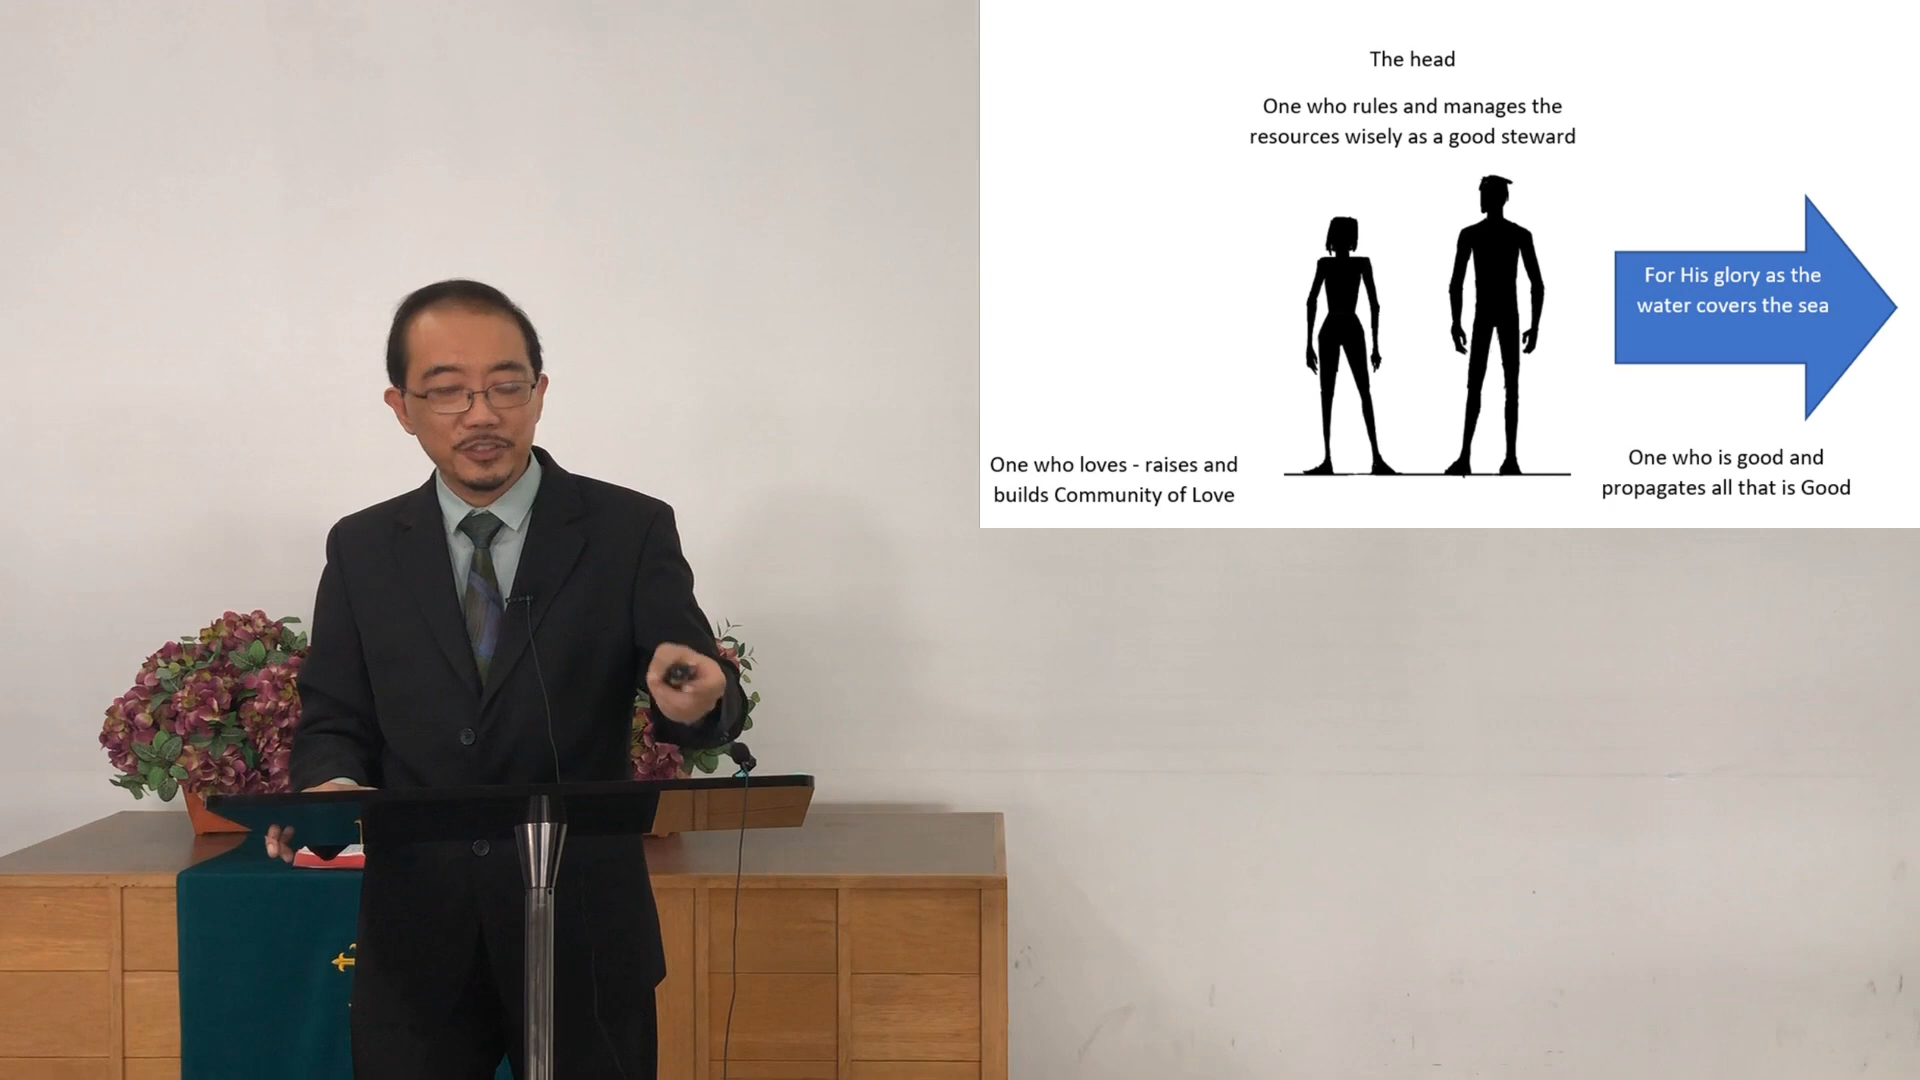 The head
One who rules and manages the
resources wisely as a good steward
For His glory as the
water covers the sea
One who loves - raises and
builds Community of Love
One who is good and
propagates all that is Good